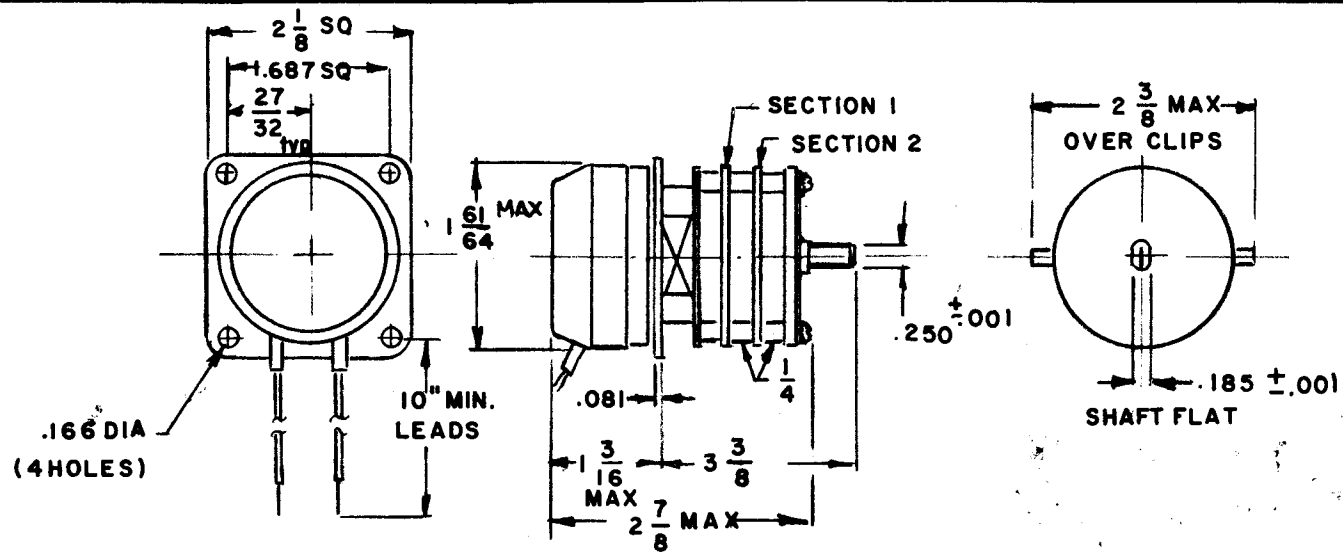 2 1/8 SQ
1.687 SQ
27/32
typ
.166 DIA
(4 HOLES)
10" MIN.
LEADS
1 61/64 MAX
SECTION 1
SECTION 2
.250 ±.001
1/4
.081
1 3/16
MAX
3 3/8
2 7/8 MAX
2 3/8 MAX
OVER CLIPS
.185 ±.001
SHAFT FLAT